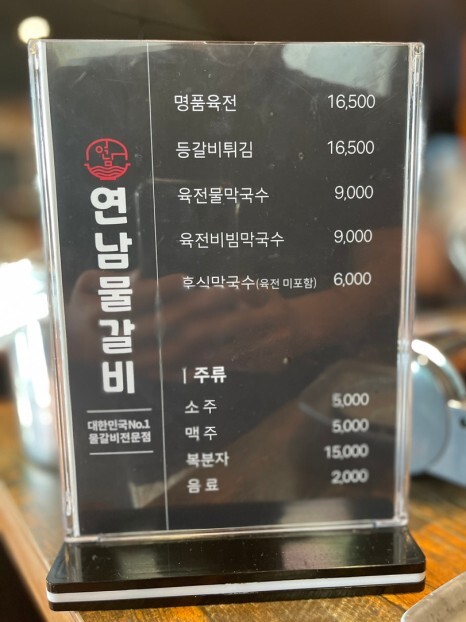 연남
연남물갈비
대한민국No.1
물갈비전문점
명품육전 16,500
등갈비튀김 16,500
육전물막국수 9,000
육전비빔막국수 9,000
후식막국수(육전 미포함) 6,000
| 주류
소주 5,000
맥주 5,000
복분자 15,000
음료 2,000